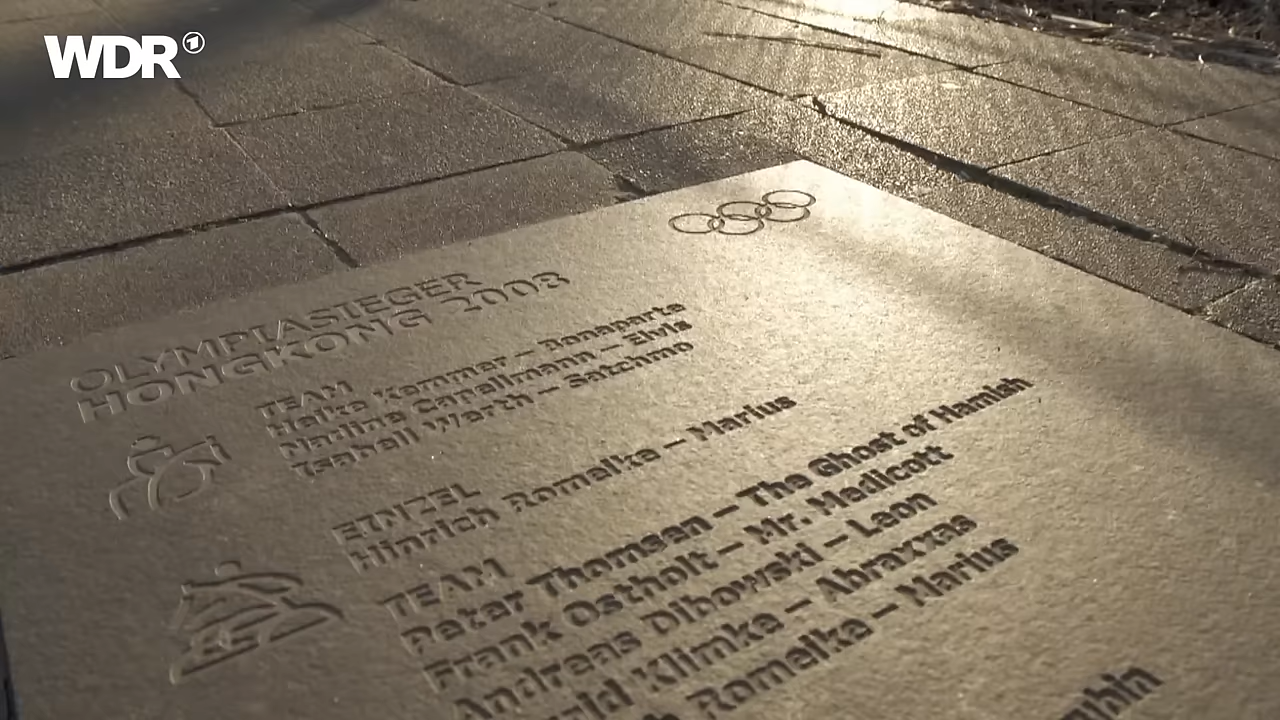 WDR
OLYMPIASIEGER
HONGKONG 2008
TEAM
Heike Kemmer – Bonaparte
Nadine Capellmann – Elvis
Isabell Werth – Satchmo
EINZEL
Hinrich Romeike – Marius
TEAM
Peter Thomsen – The Ghost of Hamish
Frank Ostholt – Mr. Medicott
Andreas Dibowski – Leon
Klimke – Abraxxas
Romeike – Marius